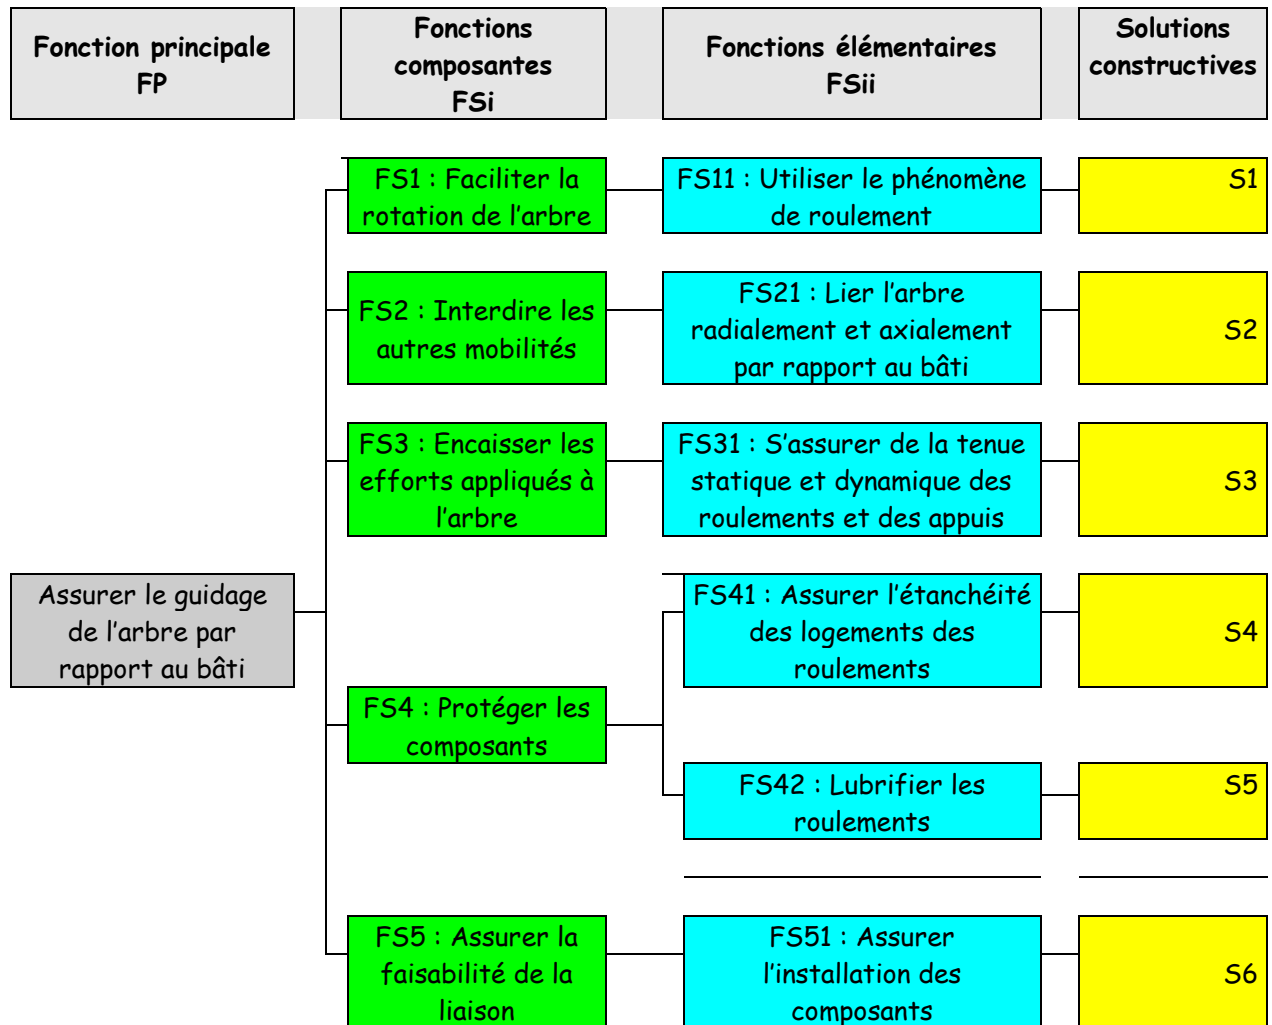 Fonction principale
FP
Fonctions
composantes
FSi
Fonctions élémentaires
FSii
Solutions
constructives
FS1 : Faciliter la
rotation de l'arbre
FS11 : Utiliser le phénomène
de roulement
S1
FS2 : Interdire les
autres mobilités
FS21 : Lier l'arbre
radialement et axialement
par rapport au bâti
S2
FS3 : Encaisser les
efforts appliqués à
l'arbre
FS31 : S'assurer de la tenue
statique et dynamique des
roulements et des appuis
S3
Assurer le guidage
de l'arbre par
rapport au bâti
FS41 : Assurer l'étanchéité
des logements des
roulements
S4
FS4 : Protéger les
composants
FS42 : Lubrifier les
roulements
S5
FS5 : Assurer la
faisabilité de la
liaison
FS51 : Assurer
l'installation des
composants
S6